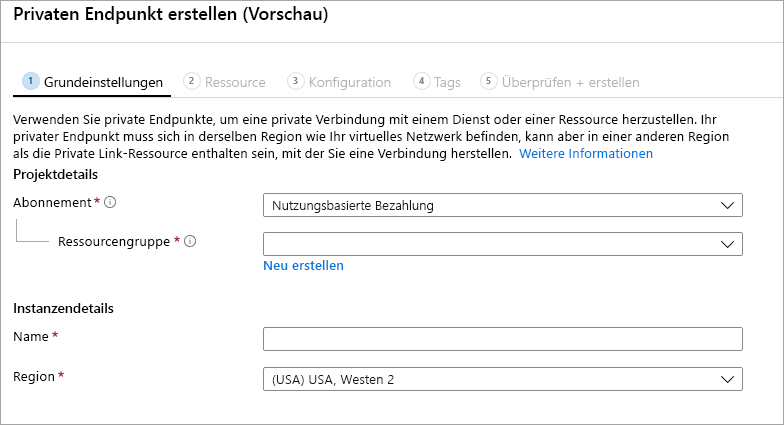 Privaten Endpunkt erstellen (Vorschau)
1 Grundeinstellungen 2 Ressource 3 Konfiguration 4 Tags 5 Überprüfen + erstellen
Verwenden Sie private Endpunkte, um eine private Verbindung mit einem Dienst oder einer Ressource herzustellen. Ihr
privater Endpunkt muss sich in derselben Region wie Ihr virtuelles Netzwerk befinden, kann aber in einer anderen Region
als die Private Link-Ressource enthalten sein, mit der Sie eine Verbindung herstellen. Weitere Informationen
Projektdetails
Abonnement * Nutzungsbasierte Bezahlung
Ressourcengruppe *
Neu erstellen
Instanzendetails
Name *
Region * (USA) USA, Westen 2